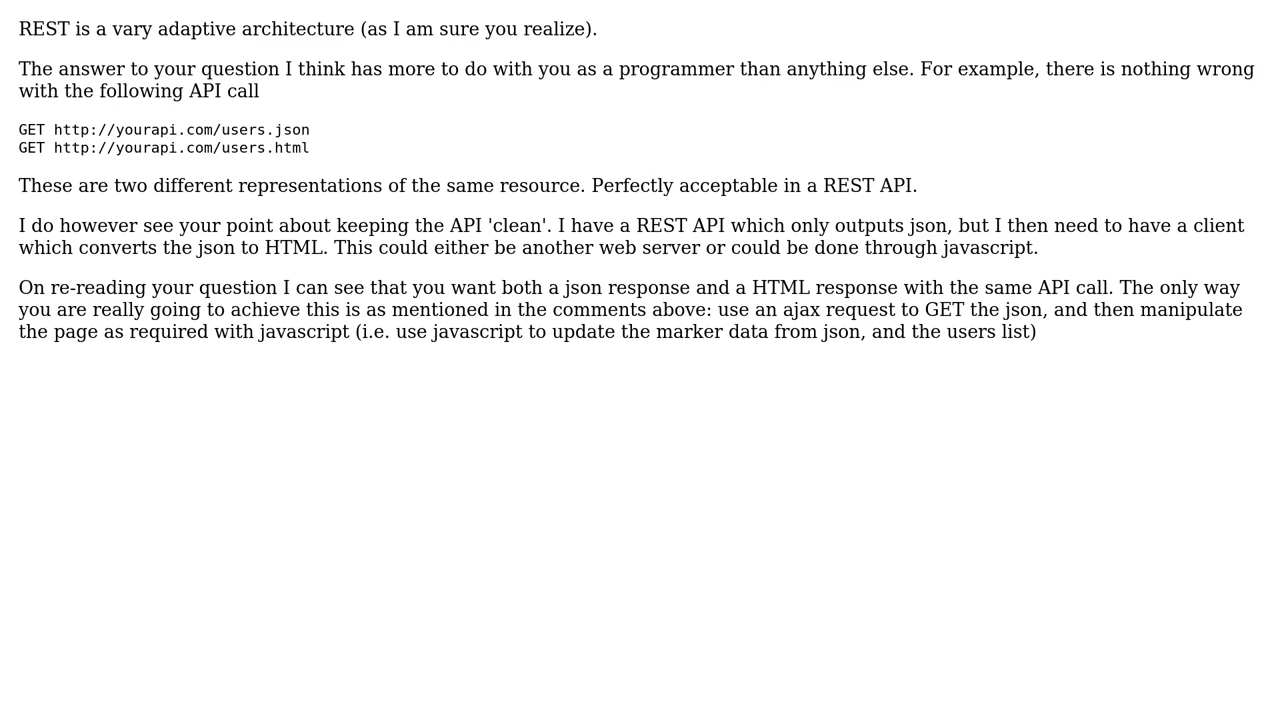 REST is a vary adaptive architecture (as I am sure you realize).
The answer to your question I think has more to do with you as a programmer than anything else. For example, there is nothing wrong
with the following API call
GET http://yourapi.com/users.json
GET http://yourapi.com/users.html
These are two different representations of the same resource. Perfectly acceptable in a REST API.
I do however see your point about keeping the API 'clean'. I have a REST API which only outputs json, but I then need to have a client
which converts the json to HTML. This could either be another web server or could be done through javascript.
On re-reading your question I can see that you want both a json response and a HTML response with the same API call. The only way
you are really going to achieve this is as mentioned in the comments above: use an ajax request to GET the json, and then manipulate
the page as required with javascript (i.e. use javascript to update the marker data from json, and the users list)